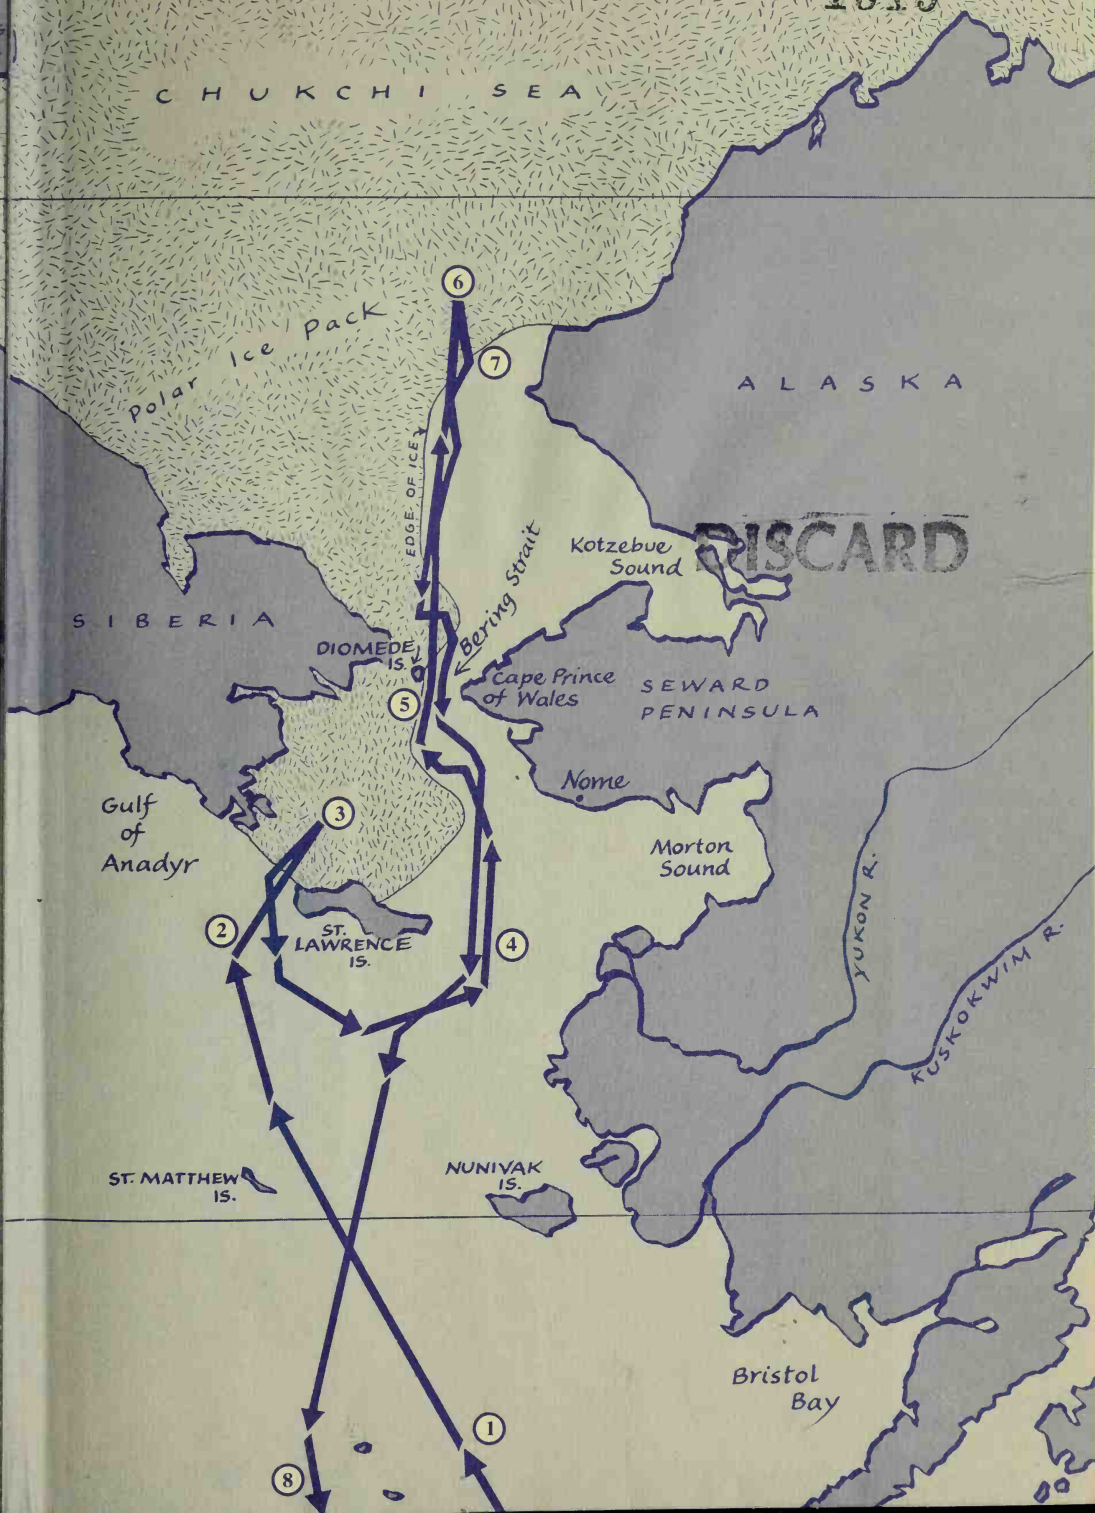 CHUKCHI SEA
6
Polar Ice Pack
7
ALASKA
EDGE OF ICE
DISCARD
Kotzebue
Sound
Bering Strait
SIBERIA
DIOMEDE
IS.
Cape Prince
of Wales
SEWARD
PENINSULA
5
Nome
Gulf
of
Anadyr
3
Morton
Sound
YUKON R.
2
ST.
LAWRENCE
IS.
4
KUSKOKWIM R.
ST. MATTHEW
IS.
NUNIVAK
IS.
Bristol
Bay
1
8